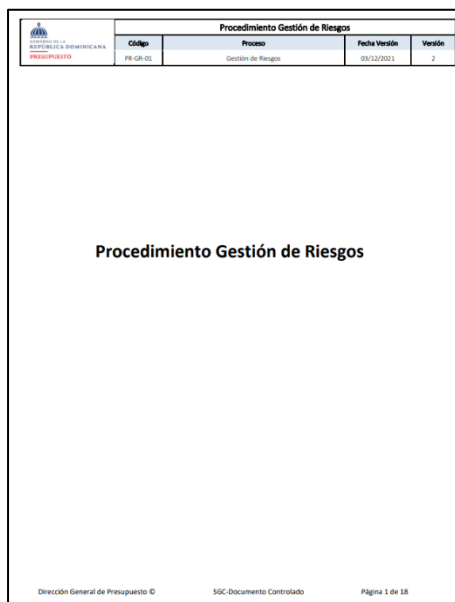 Procedimiento Gestión de Riesgos
GOBIERNO DE LA
REPÚBLICA DOMINICANA
PRESUPUESTO
Código Proceso Fecha Versión Versión
PR-GR-01 Gestión de Riesgos 03/12/2021 2
Procedimiento Gestión de Riesgos
Dirección General de Presupuesto © SGC-Documento Controlado Página 1 de 18